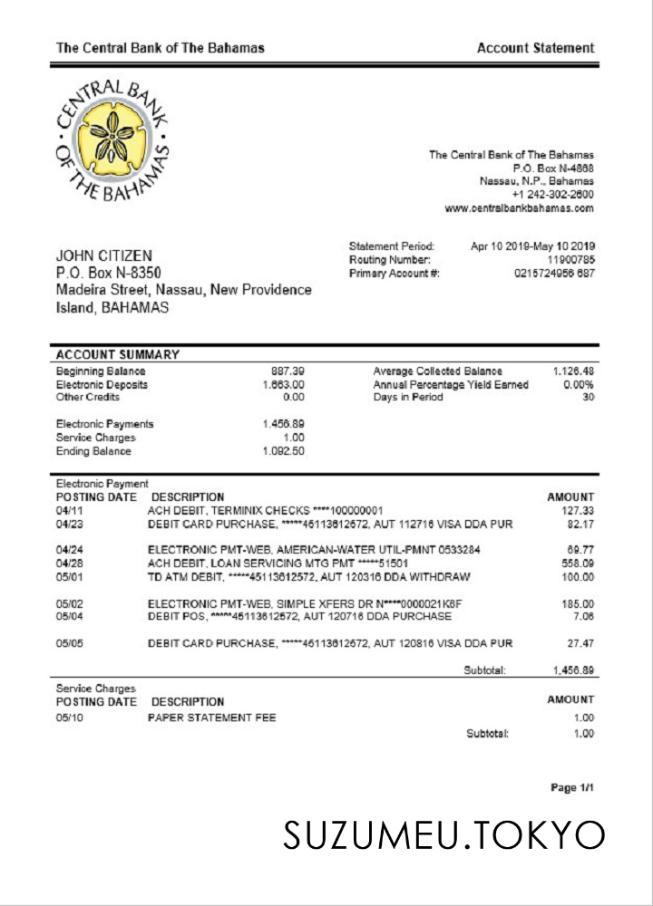 The Central Bank of The Bahamas Account Statement
CENTRAL BANK
OF THE BAHAMAS
The Central Bank of The Bahamas
P.O. Box N-4868
Nassau, N.P., Bahamas
+1 242-302-2600
www.centralbankbahamas.com
Statement Period: Apr 10 2019-May 10 2019
Routing Number: 11900785
Primary Account #: 0215724956 687
JOHN CITIZEN
P.O. Box N-8350
Madeira Street, Nassau, New Providence
Island, BAHAMAS
ACCOUNT SUMMARY
Beginning Balance 887.39 Average Collected Balance 1.126.48
Electronic Deposits 1.663.00 Annual Percentage Yield Earned 0.00%
Other Credits 0.00 Days in Period 30
Electronic Payments 1.456.89
Service Charges 1.00
Ending Balance 1.092.50
Electronic Payment
POSTING DATE DESCRIPTION AMOUNT
04/11 ACH DEBIT, TERMINIX CHECKS ****100000001 127.33
04/23 DEBIT CARD PURCHASE, *****45113612572, AUT 112716 VISA DDA PUR 82.17
04/24 ELECTRONIC PMT-WEB, AMERICAN-WATER UTIL-PMNT 0533284 69.77
04/28 ACH DEBIT, LOAN SERVICING MTG PMT *****51501 558.09
05/01 TD ATM DEBIT, *****45113612572, AUT 120316 DDA WITHDRAW 100.00
05/02 ELECTRONIC PMT-WEB, SIMPLE XFERS DR N****0000021K6F 185.00
05/04 DEBIT POS, *****45113612572, AUT 120716 DDA PURCHASE 7.06
05/05 DEBIT CARD PURCHASE, *****45113612572, AUT 120816 VISA DDA PUR 27.47
Subtotal: 1,456.89
Service Charges
POSTING DATE DESCRIPTION AMOUNT
05/10 PAPER STATEMENT FEE 1.00
Subtotal: 1.00
Page 1/1
SUZUMEU.TOKYO